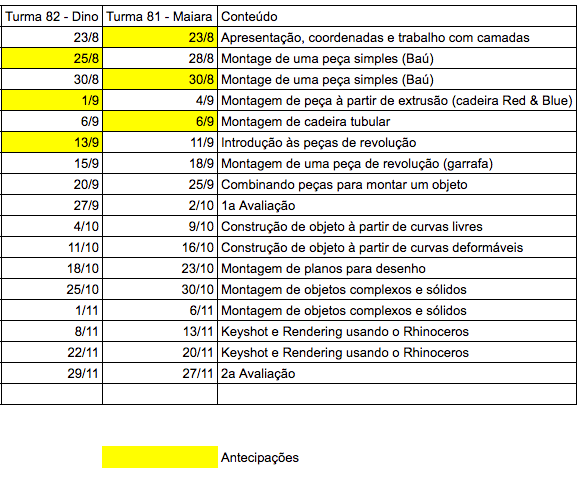 Turma 82 - Dino Turma 81 - Maiara Conteúdo
23/8 23/8 Apresentação, coordenadas e trabalho com camadas
25/8 28/8 Montage de uma peça simples (Baú)
30/8 30/8 Montagem de uma peça simples (Baú)
1/9 4/9 Montagem de peça à partir de extrusão (cadeira Red & Blue)
6/9 6/9 Montagem de cadeira tubular
13/9 11/9 Introdução às peças de revolução
15/9 18/9 Montagem de uma peça de revolução (garrafa)
20/9 25/9 Combinando peças para montar um objeto
27/9 2/10 1a Avaliação
4/10 9/10 Construção de objeto à partir de curvas livres
11/10 16/10 Construção de objeto à partir de curvas deformáveis
18/10 23/10 Montagem de planos para desenho
25/10 30/10 Montagem de objetos complexos e sólidos
1/11 6/11 Montagem de objetos complexos e sólidos
8/11 13/11 Keyshot e Rendering usando o Rhinoceros
22/11 20/11 Keyshot e Rendering usando o Rhinoceros
29/11 27/11 2a Avaliação
Antecipações